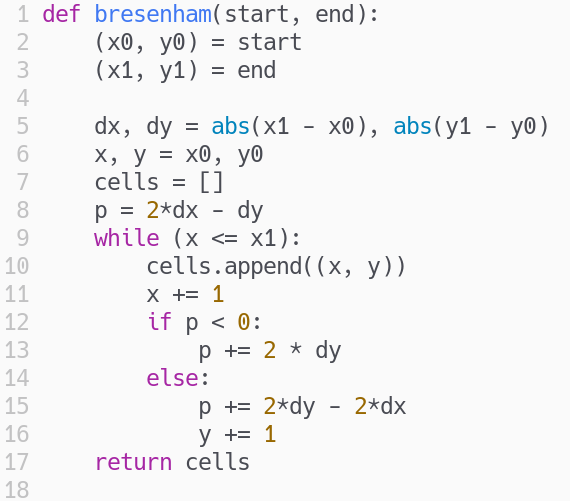 1 def bresenham(start, end):
2     (x0, y0) = start
3     (x1, y1) = end
4
5     dx, dy = abs(x1 - x0), abs(y1 - y0)
6     x, y = x0, y0
7     cells = []
8     p = 2*dx - dy
9     while (x <= x1):
10         cells.append((x, y))
11         x += 1
12         if p < 0:
13             p += 2 * dy
14         else:
15             p += 2*dy - 2*dx
16             y += 1
17     return cells
18